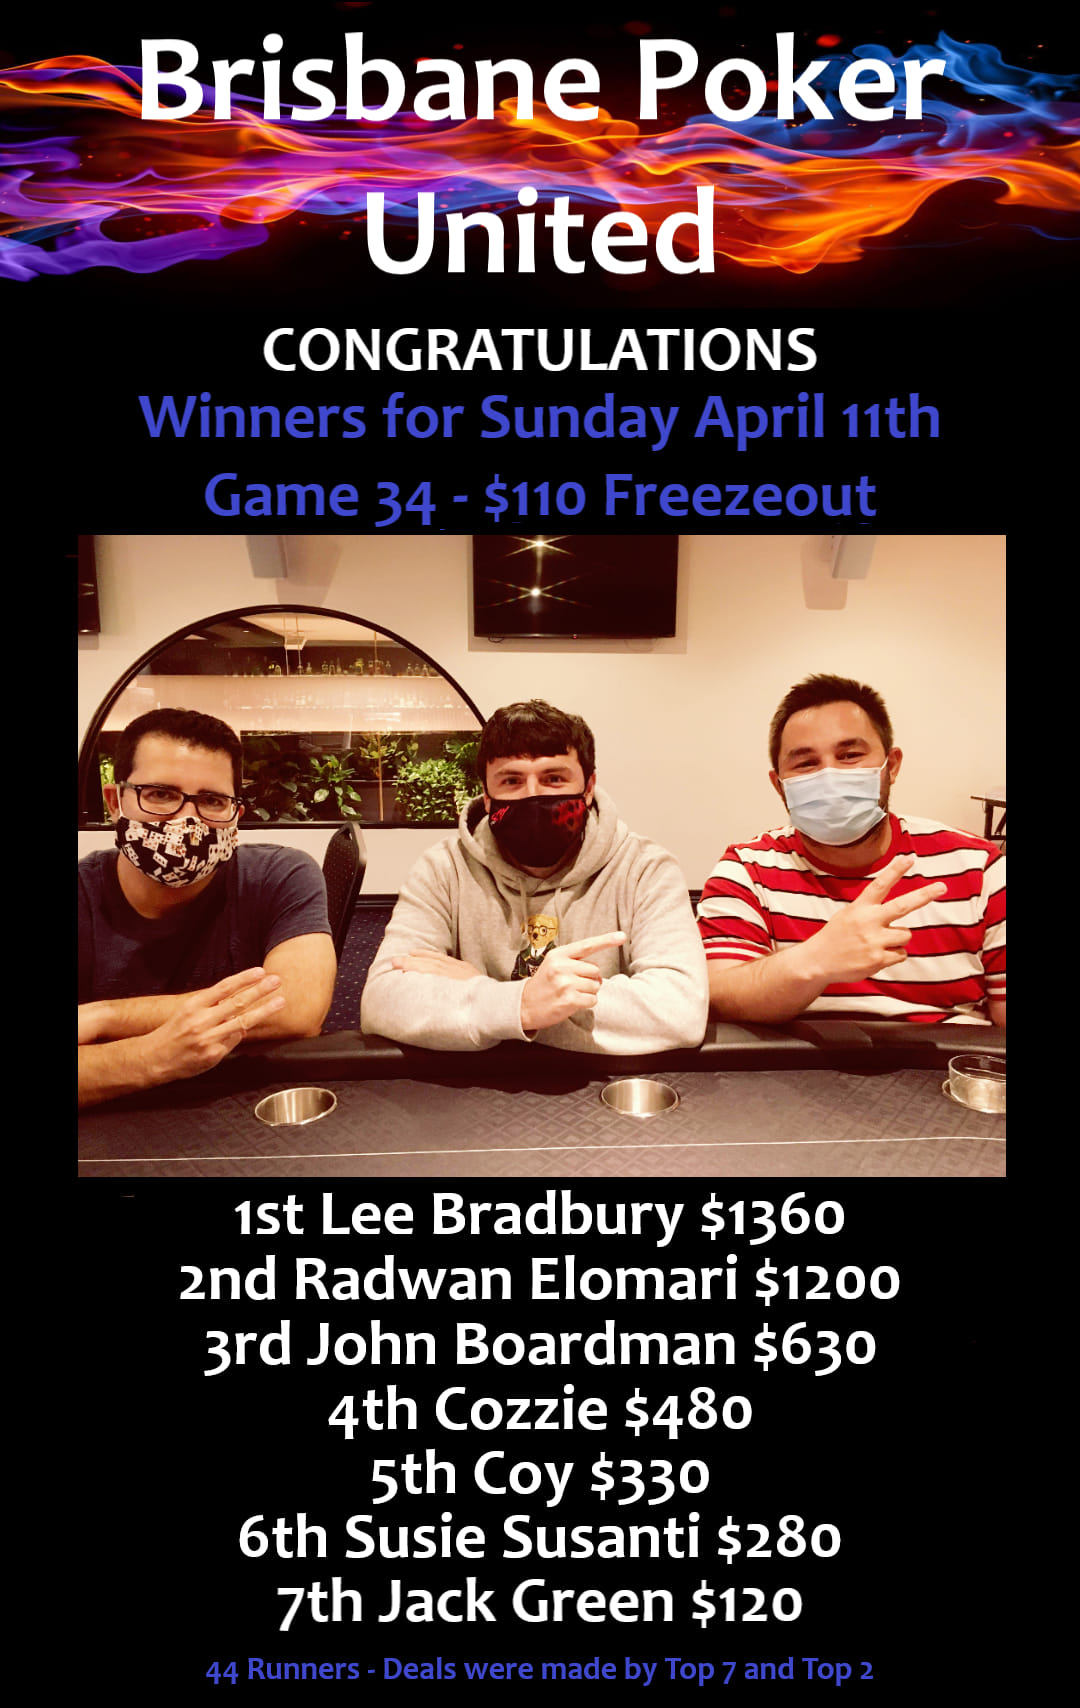 Brisbane Poker
United
CONGRATULATIONS
Winners for Sunday April 11th
Game 34 - $110 Freezeout
1st Lee Bradbury $1360
2nd Radwan Elomari $1200
3rd John Boardman $630
4th Cozzie $480
5th Coy $330
6th Susie Susanti $280
7th Jack Green $120
44 Runners - Deals were made by Top 7 and Top 2